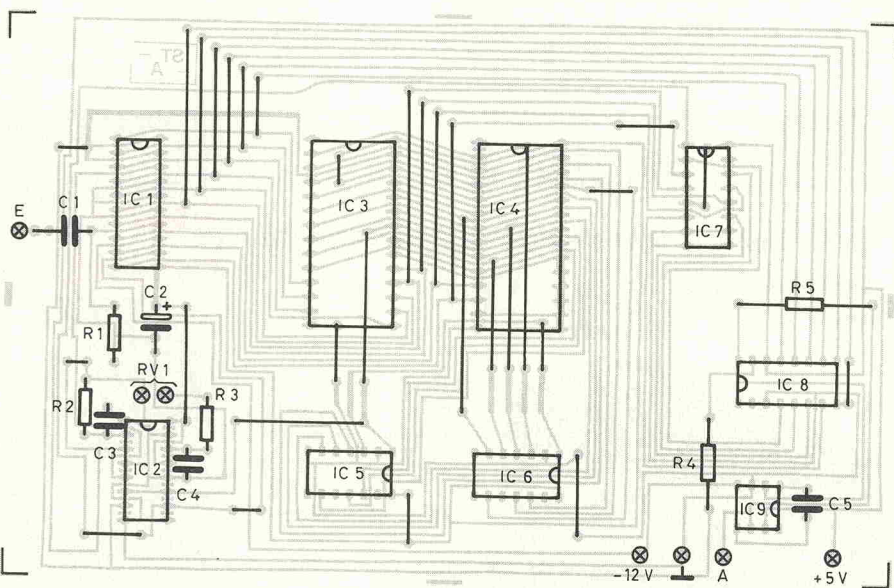 ST
A
IC 1
IC 3
IC 4
IC 7
E
C 1
C 2
+
R 5
R 1
RV 1
IC 8
R 2
R 3
C 3
IC 2
C 4
IC 5
IC 6
R 4
IC 9
C 5
-12 V
A
+5 V